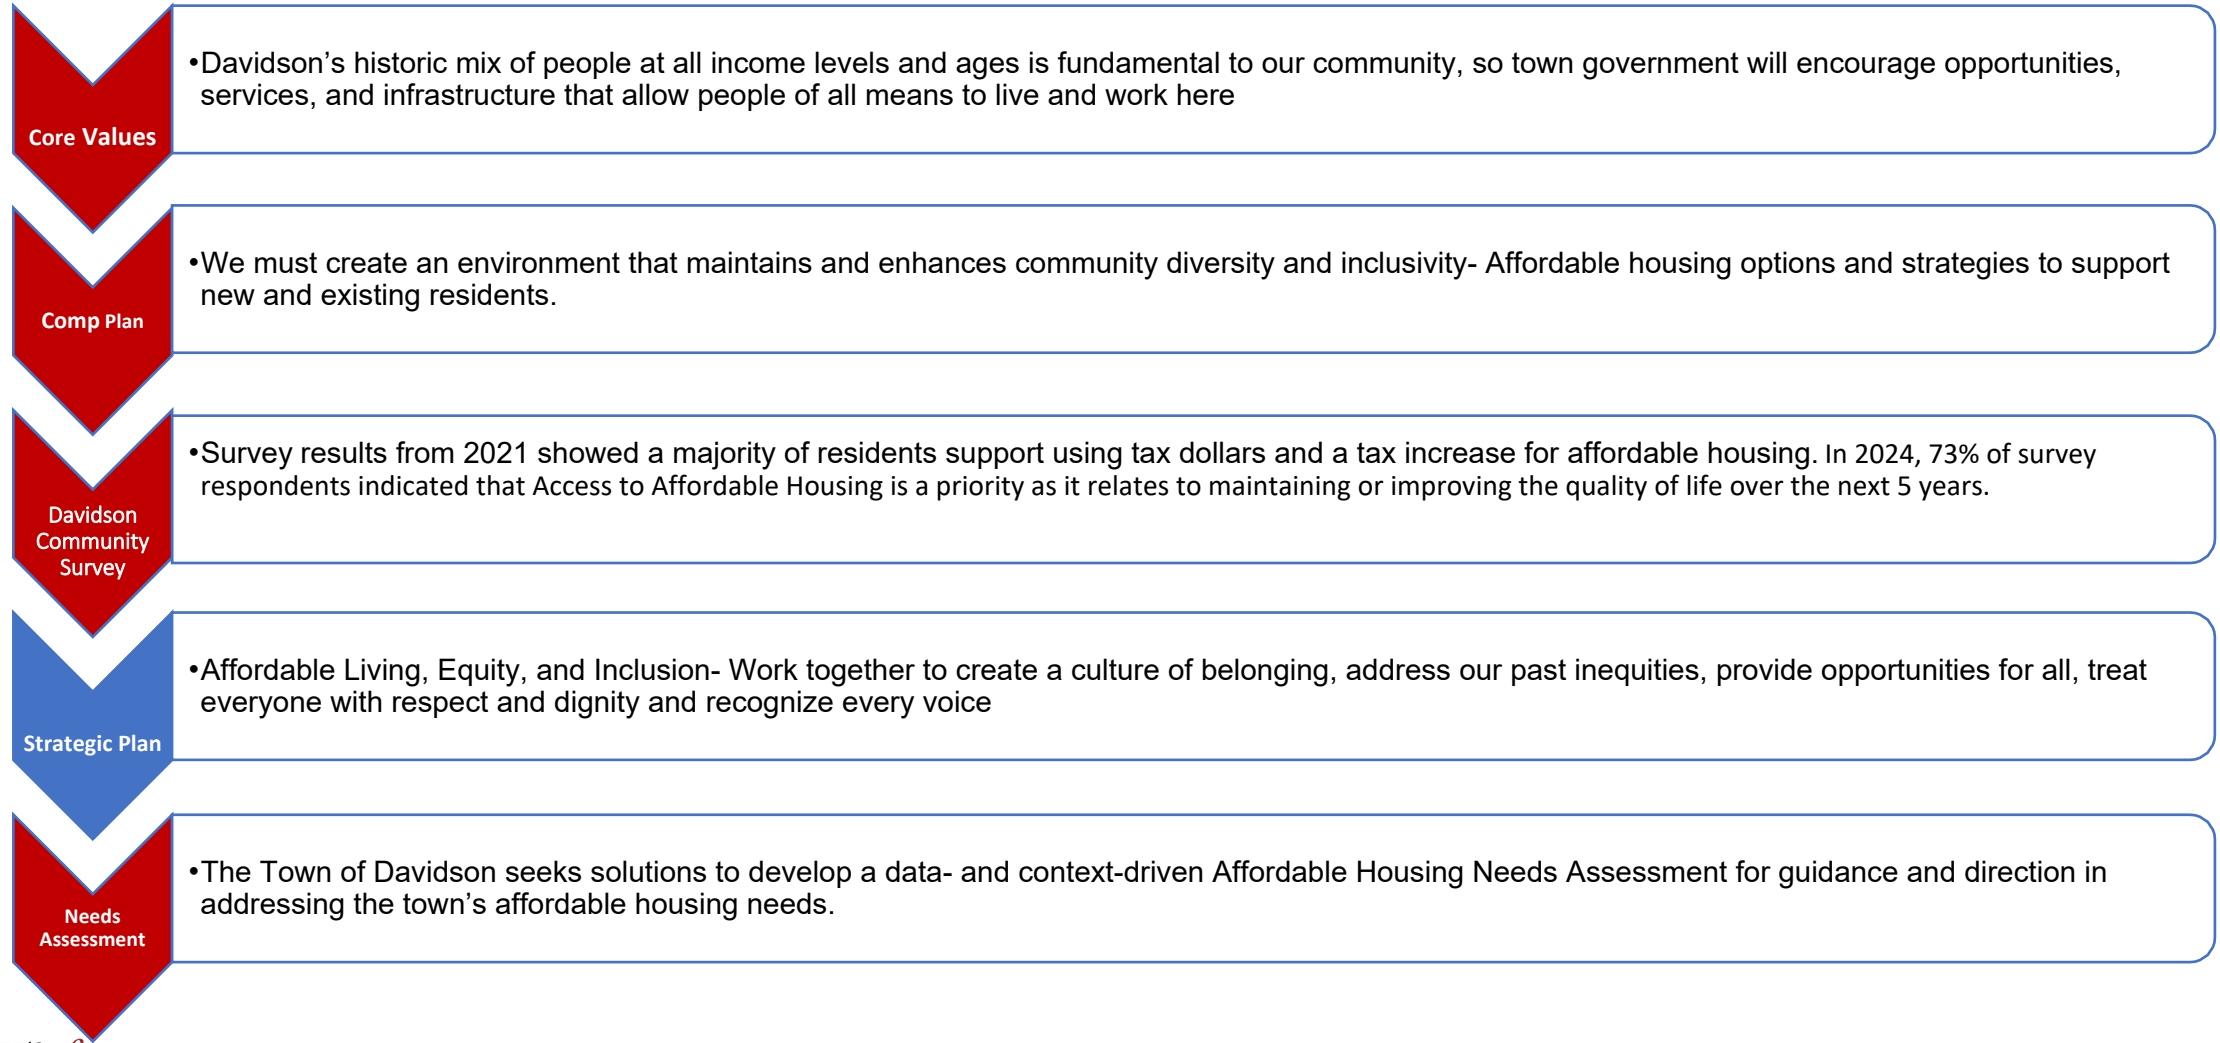 •Davidson’s historic mix of people at all income levels and ages is fundamental to our community, so town government will encourage opportunities,
services, and infrastructure that allow people of all means to live and work here
Core Values
•We must create an environment that maintains and enhances community diversity and inclusivity- Affordable housing options and strategies to support
new and existing residents.
Comp Plan
•Survey results from 2021 showed a majority of residents support using tax dollars and a tax increase for affordable housing. In 2024, 73% of survey
respondents indicated that Access to Affordable Housing is a priority as it relates to maintaining or improving the quality of life over the next 5 years.
Davidson
Community
Survey
•Affordable Living, Equity, and Inclusion- Work together to create a culture of belonging, address our past inequities, provide opportunities for all, treat
everyone with respect and dignity and recognize every voice
Strategic Plan
•The Town of Davidson seeks solutions to develop a data- and context-driven Affordable Housing Needs Assessment for guidance and direction in
addressing the town’s affordable housing needs.
Needs
Assessment